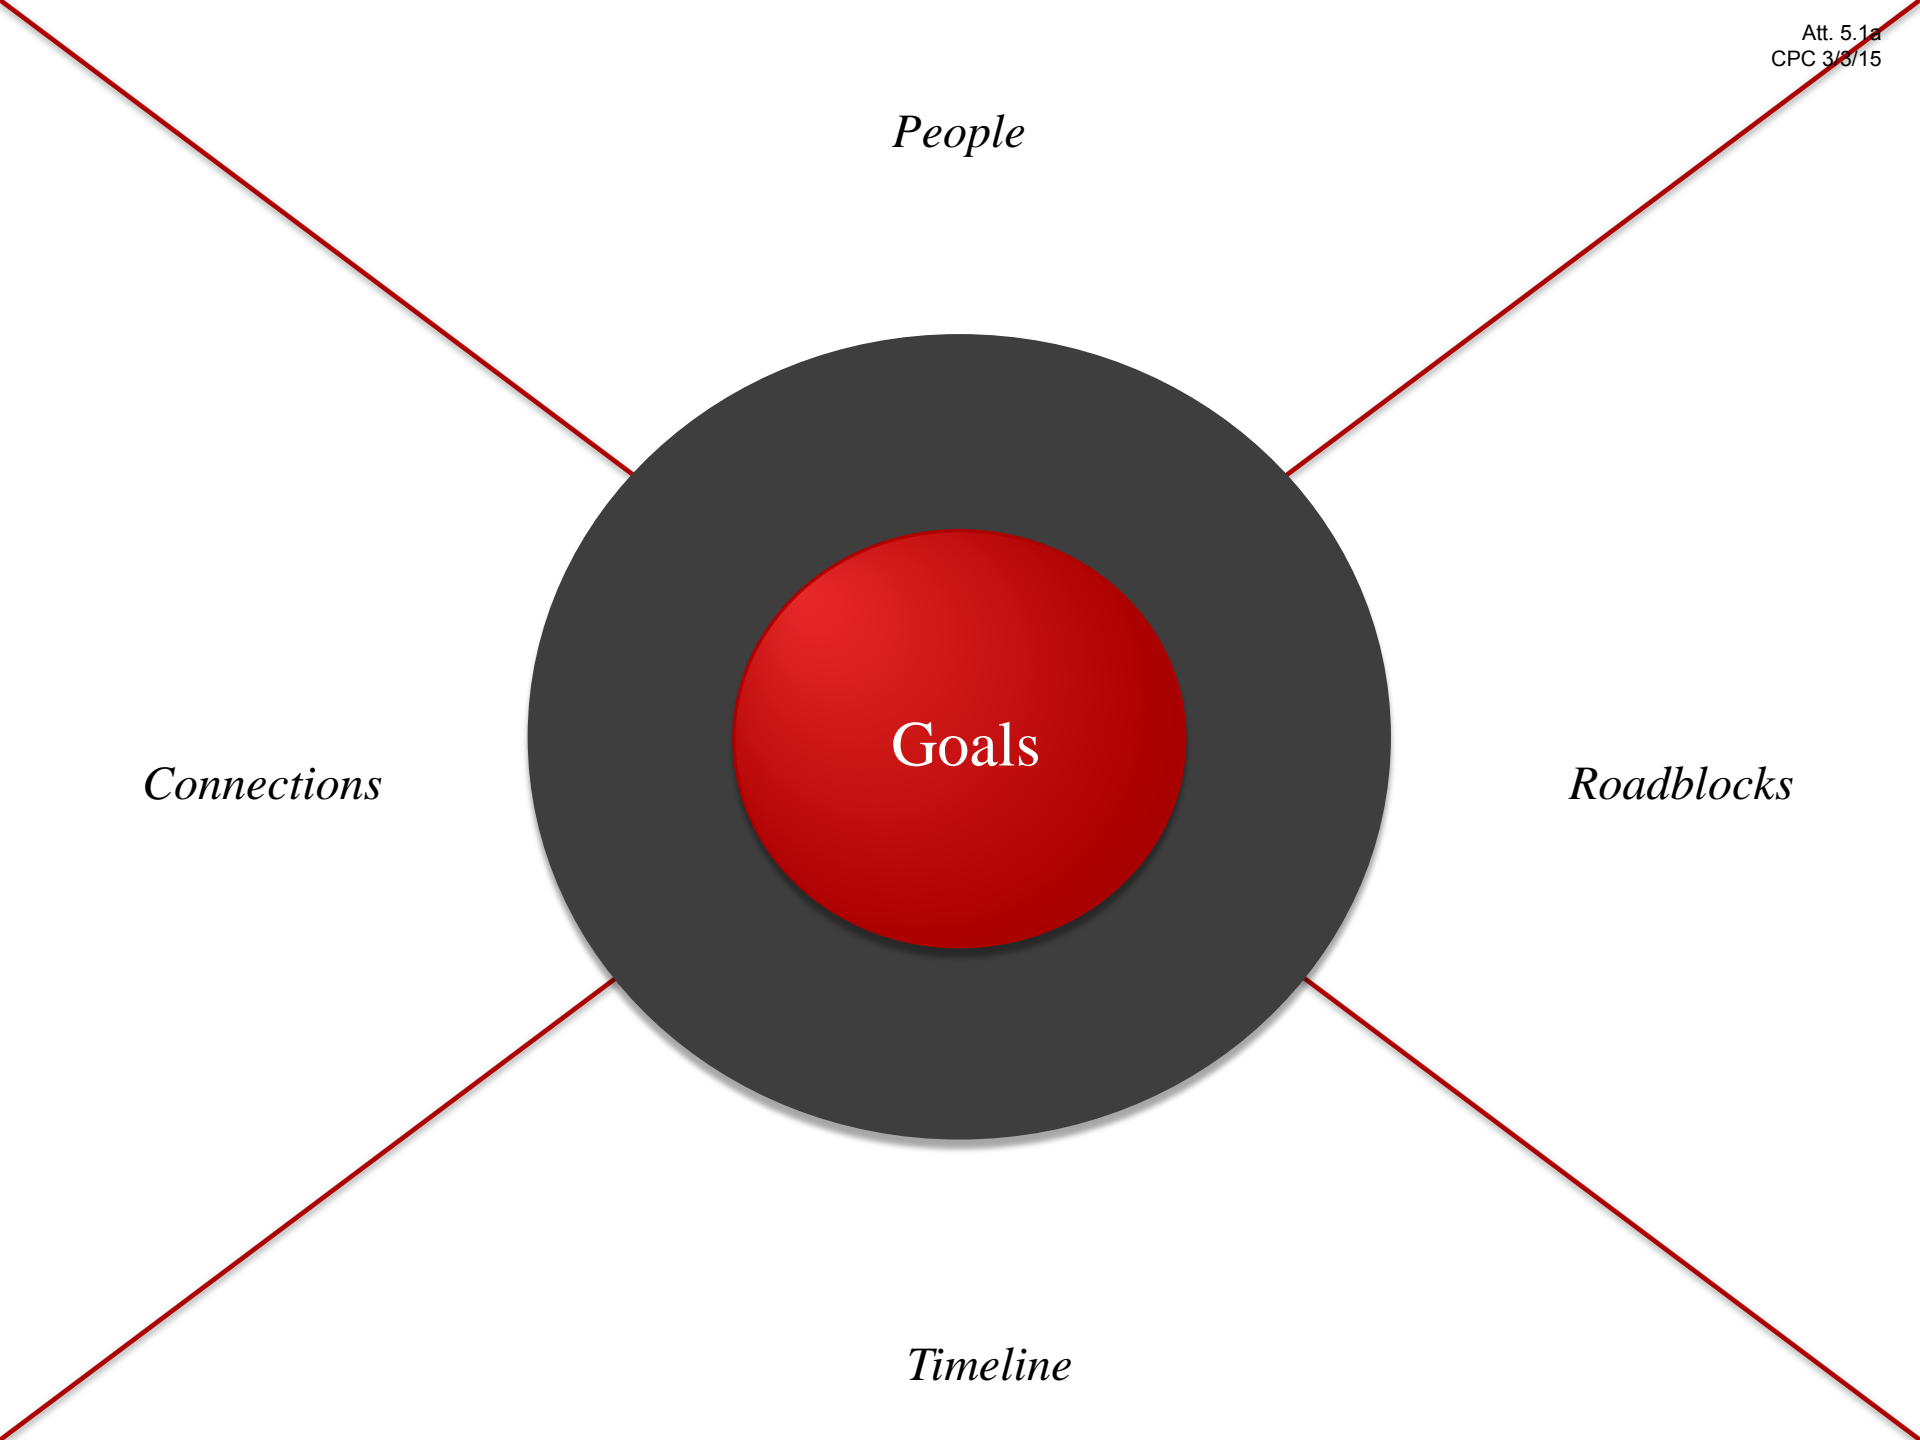 Att. 5.1a
CPC 3/3/15
People
Goals
Connections
Roadblocks
Timeline